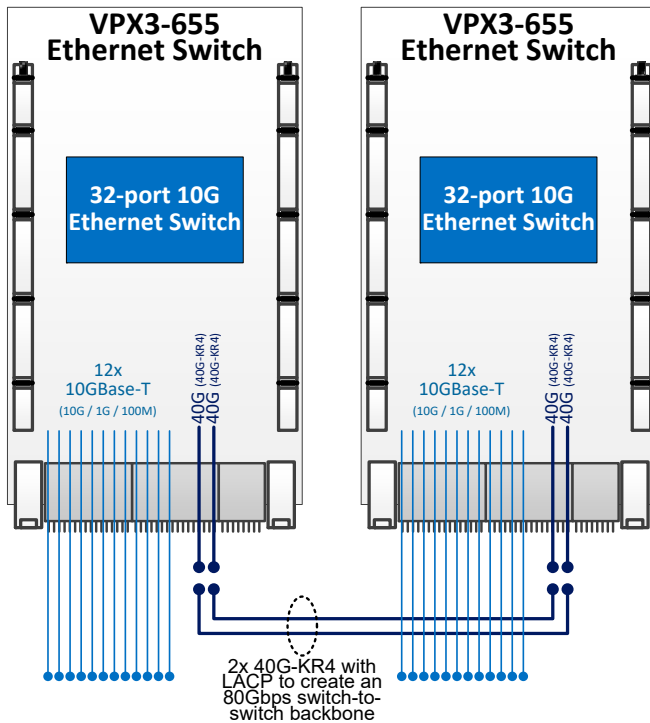 VPX3-655
Ethernet Switch
32-port 10G
Ethernet Switch
12x
10GBase-T
(10G / 1G / 100M)
40G (40G-KR4)
40G (40G-KR4)
VPX3-655
Ethernet Switch
32-port 10G
Ethernet Switch
12x
10GBase-T
(10G / 1G / 100M)
40G (40G-KR4)
40G (40G-KR4)
2x 40G-KR4 with
LACP to create an
80Gbps switch-to-
switch backbone